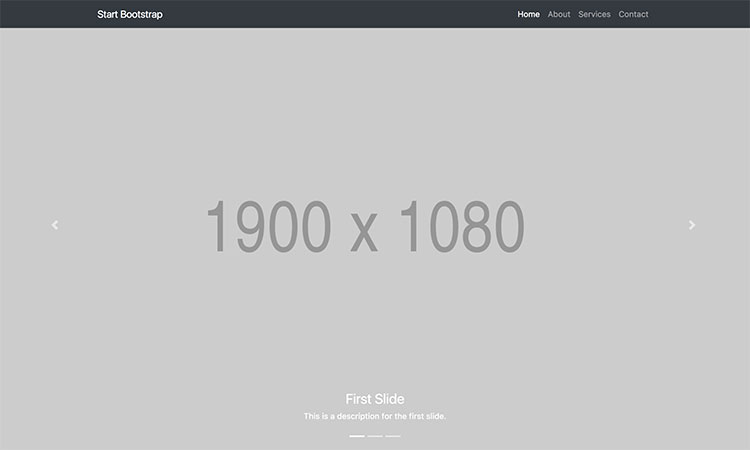 Start Bootstrap
Home About Services Contact
1900 x 1080
First Slide
This is a description for the first slide.